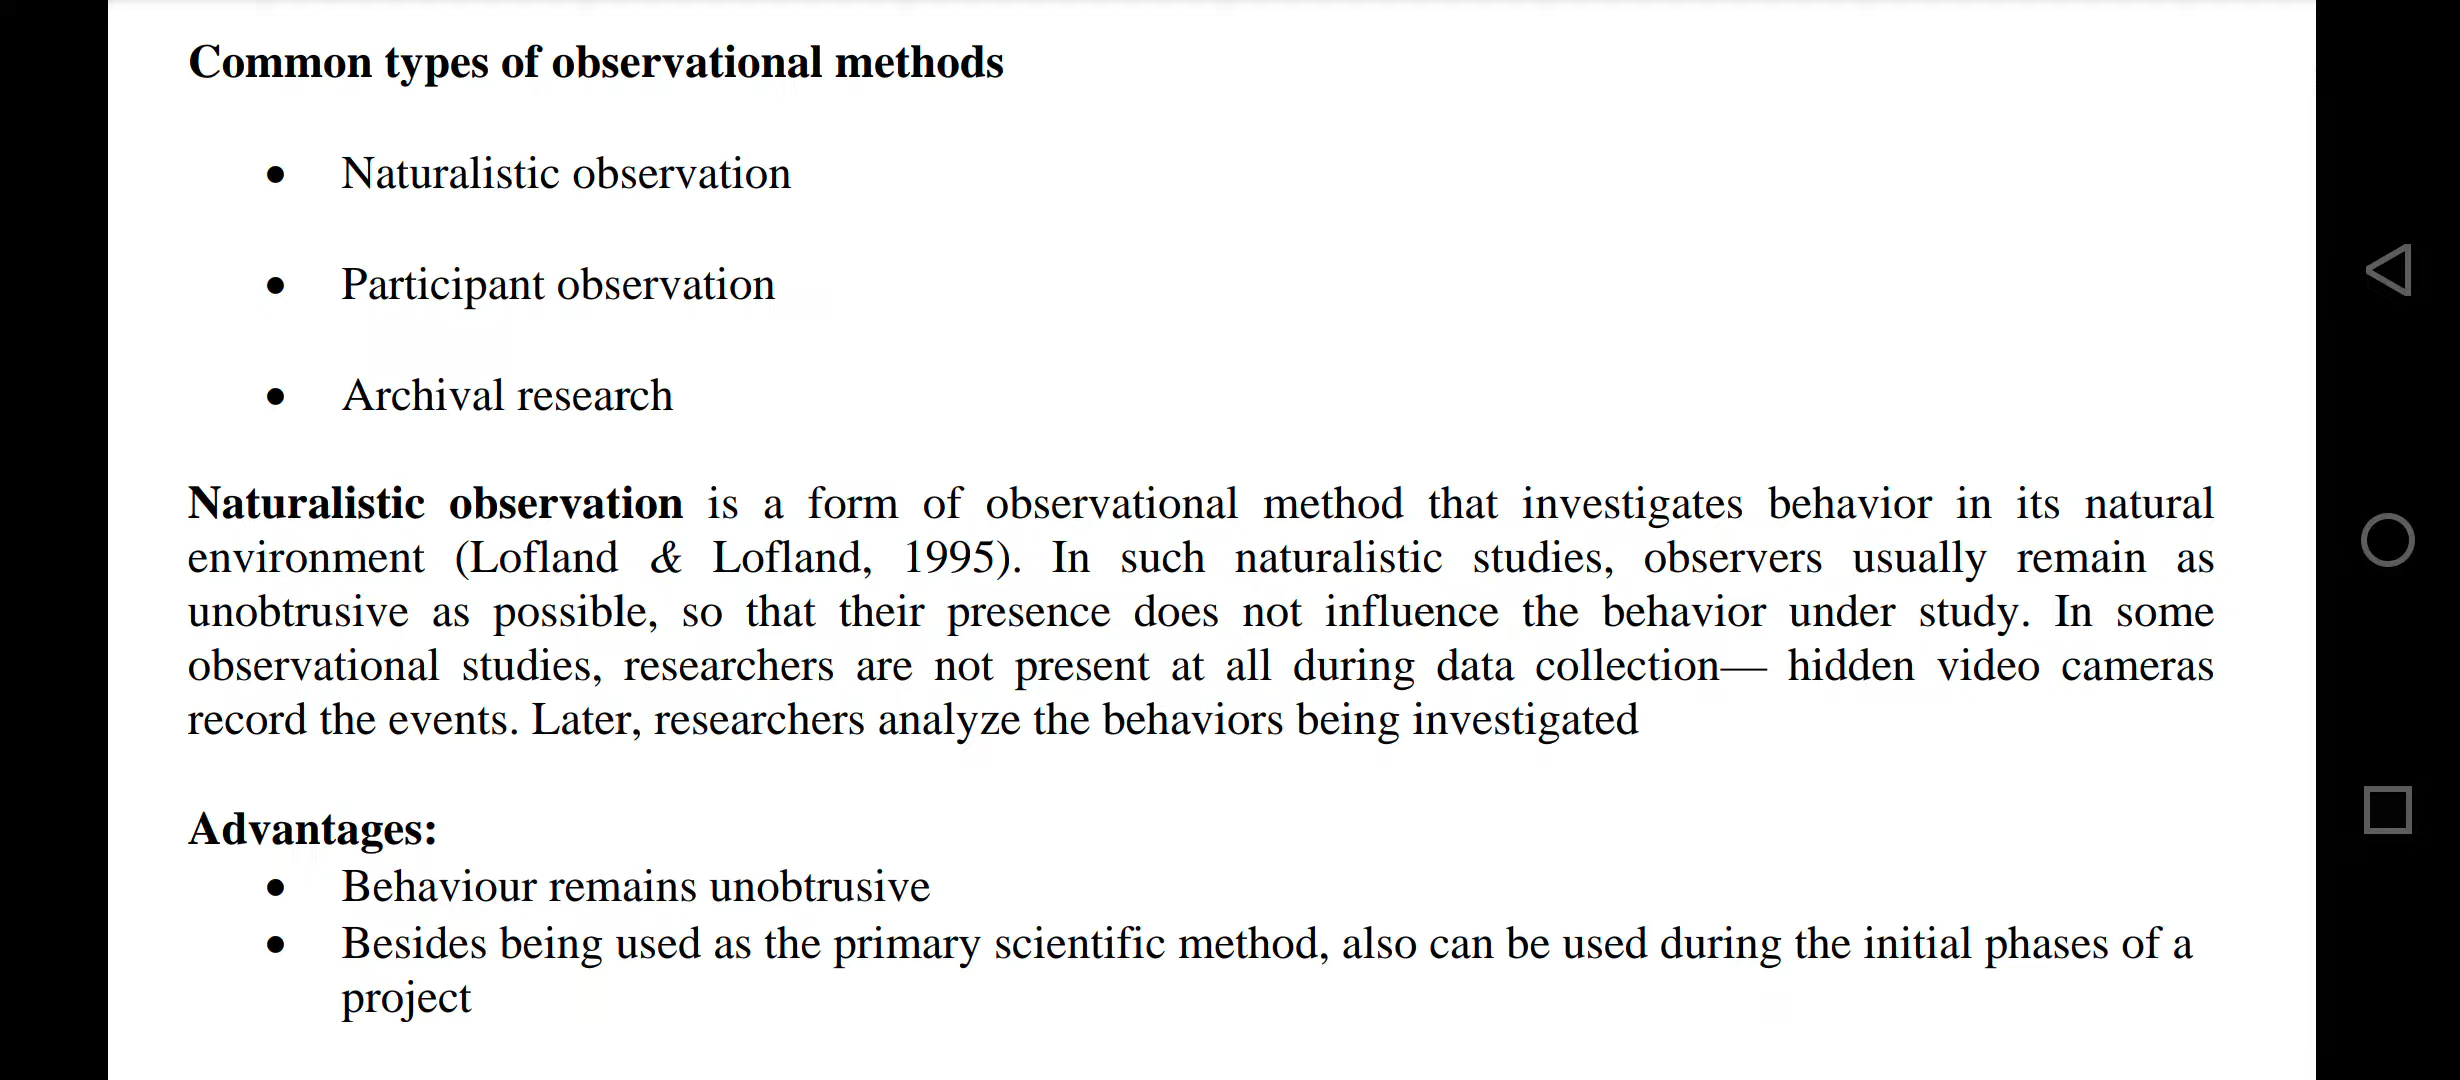 Common types of observational methods
• Naturalistic observation
• Participant observation
• Archival research
Naturalistic observation is a form of observational method that investigates behavior in its natural
environment (Lofland & Lofland, 1995). In such naturalistic studies, observers usually remain as
unobtrusive as possible, so that their presence does not influence the behavior under study. In some
observational studies, researchers are not present at all during data collection— hidden video cameras
record the events. Later, researchers analyze the behaviors being investigated
Advantages:
• Behaviour remains unobtrusive
• Besides being used as the primary scientific method, also can be used during the initial phases of a
project